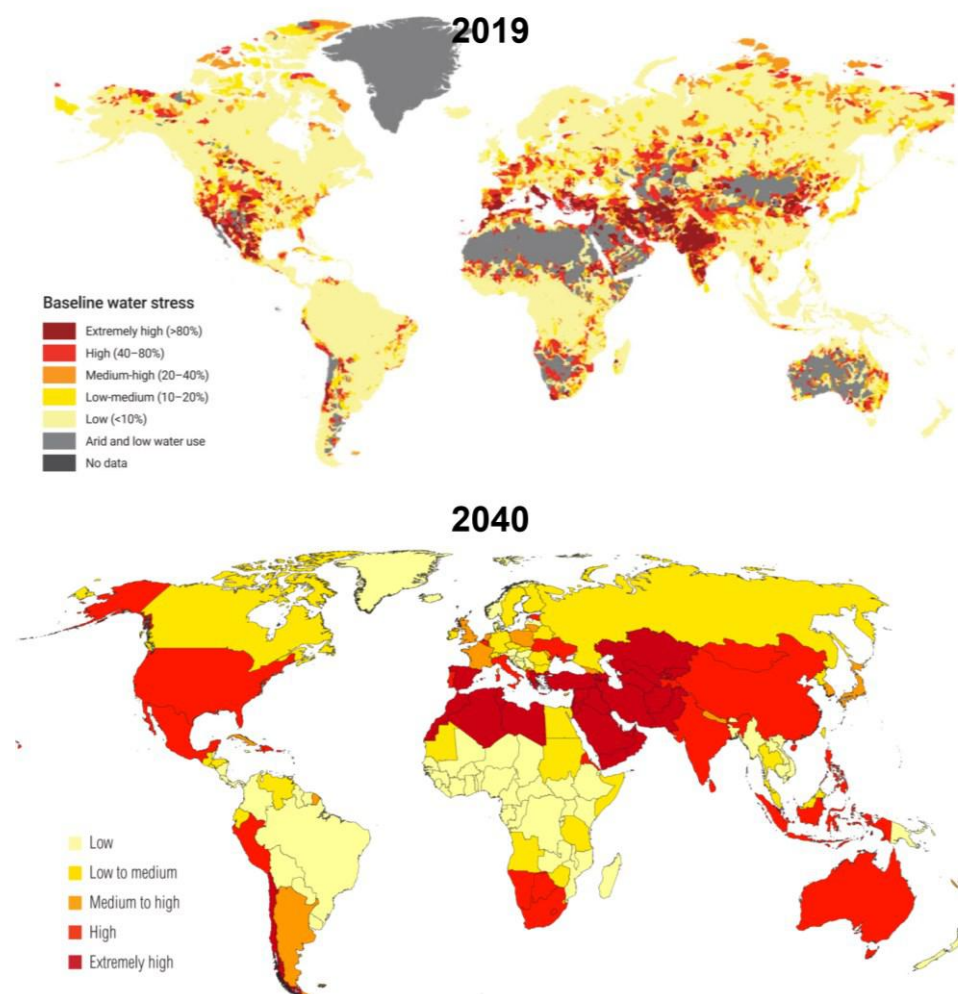 2019
Baseline water stress
Extremely high (>80%)
High (40–80%)
Medium-high (20–40%)
Low-medium (10–20%)
Low (<10%)
Arid and low water use
No data
2040
Low
Low to medium
Medium to high
High
Extremely high